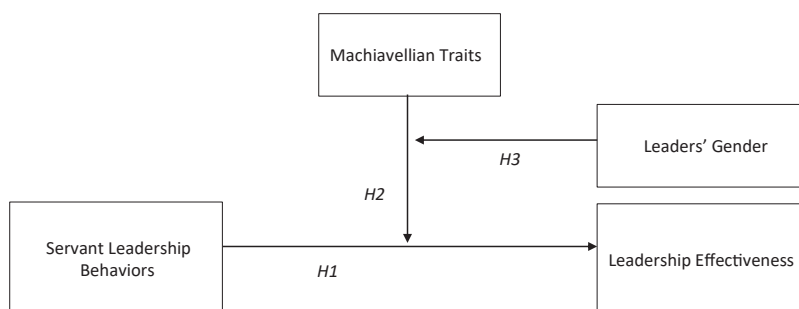 Machiavellian Traits
H3
Leaders’ Gender
H2
Servant Leadership
Behaviors
H1
Leadership Effectiveness